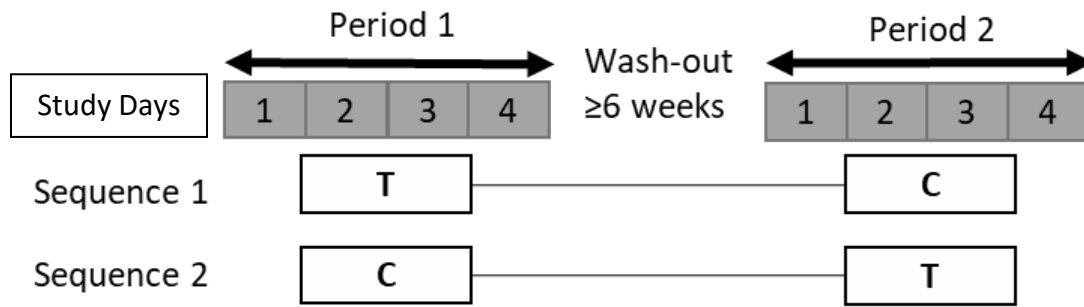 Period 1
Period 2
Wash-out
≥6 weeks
Study Days 1 2 3 4 1 2 3 4
Sequence 1 T C
Sequence 2 C T